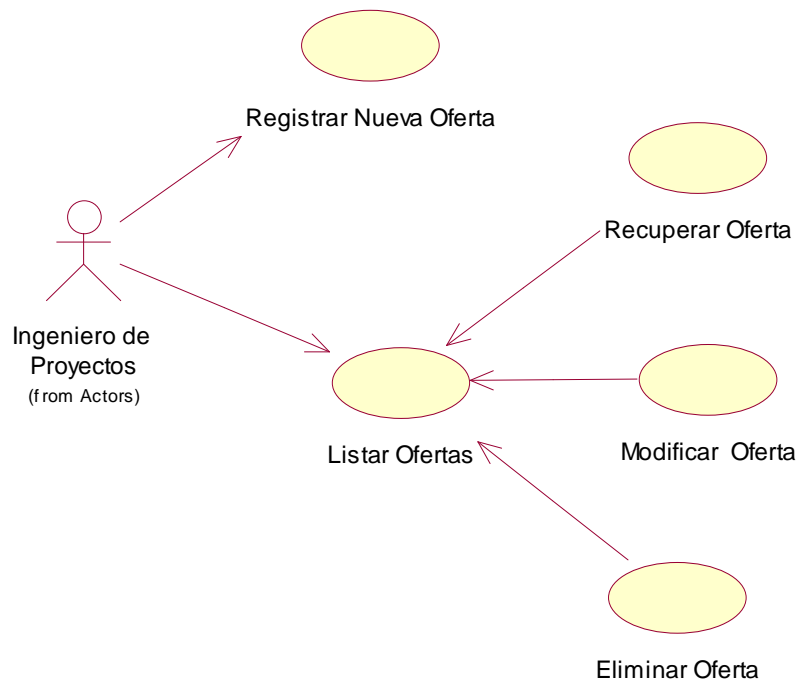 Registrar Nueva Oferta
Recuperar Oferta
Ingeniero de
Proyectos
(from Actors)
Listar Ofertas
Modificar Oferta
Eliminar Oferta